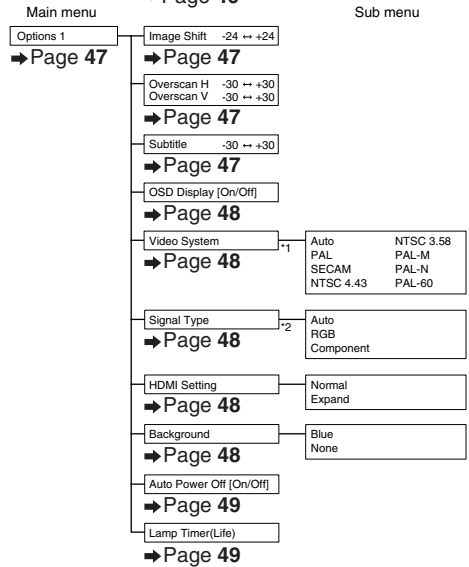 Main menu
Sub menu
Options 1
➡Page 47
Image Shift -24 ↔ +24
➡Page 47
Overscan H -30 ↔ +30
Overscan V -30 ↔ +30
➡Page 47
Subtitle -30 ↔ +30
➡Page 47
OSD Display [On/Off]
➡Page 48
Video System
*1
➡Page 48
Auto NTSC 3.58
PAL PAL-M
SECAM PAL-N
NTSC 4.43 PAL-60
Signal Type
*2
➡Page 48
Auto
RGB
Component
HDMI Setting
➡Page 48
Normal
Expand
Background
➡Page 48
Blue
None
Auto Power Off [On/Off]
➡Page 49
Lamp Timer(Life)
➡Page 49